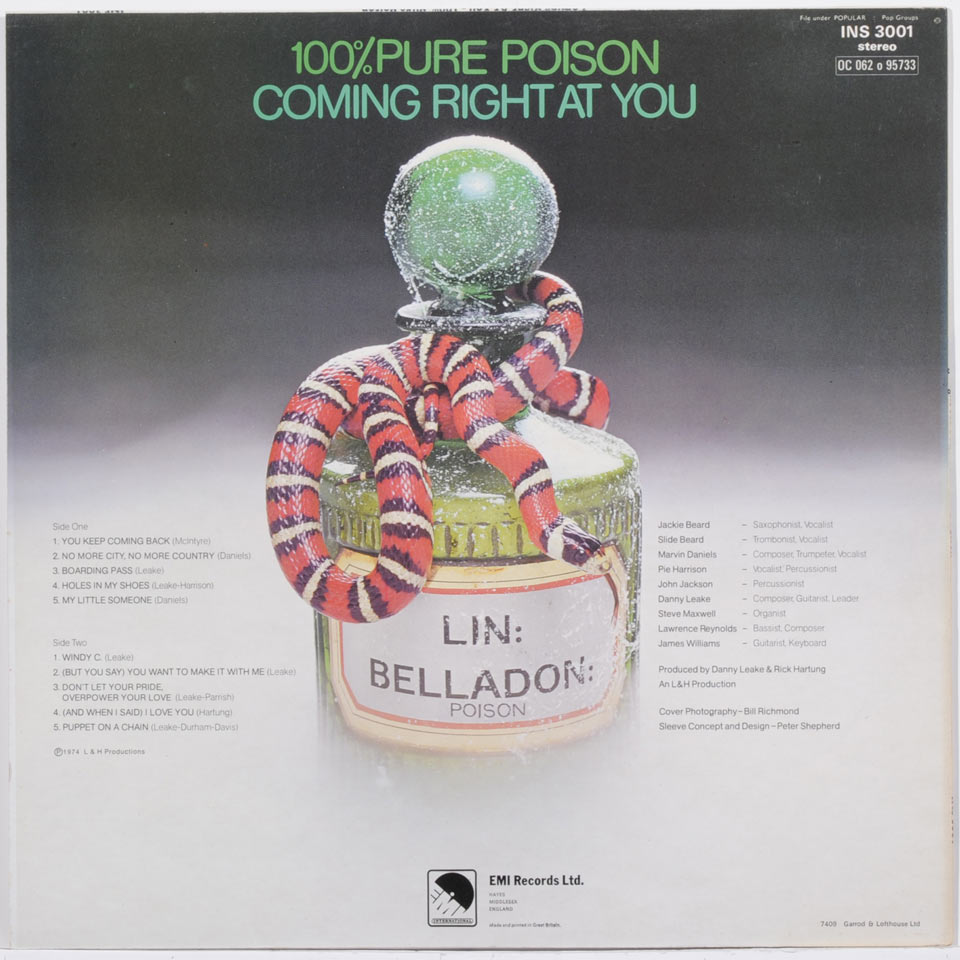 File under POPULAR : Pop Groups
INS 3001
stereo
OC 062 o 95733
100% PURE POISON
COMING RIGHT AT YOU
Side One
1. YOU KEEP COMING BACK (McIntyre)
2. NO MORE CITY, NO MORE COUNTRY (Daniels)
3. BOARDING PASS (Leake)
4. HOLES IN MY SHOES (Leake-Harrison)
5. MY LITTLE SOMEONE (Daniels)
Side Two
1. WINDY C. (Leake)
2. (BUT YOU SAY) YOU WANT TO MAKE IT WITH ME (Leake)
3. DON'T LET YOUR PRIDE,
OVERPOWER YOUR LOVE (Leake-Parrish)
4. (AND WHEN I SAID) I LOVE YOU (Hartung)
5. PUPPET ON A CHAIN (Leake-Durham-Davis)
℗1974 L & H Productions
LIN:
BELLADON:
POISON
Jackie Beard – Saxophonist, Vocalist
Slide Beard – Trombonist, Vocalist
Marvin Daniels – Composer, Trumpeter, Vocalist
Pie Harrison – Vocalist, Percussionist
John Jackson – Percussionist
Danny Leake – Composer, Guitarist, Leader
Steve Maxwell – Organist
Lawrence Reynolds – Bassist, Composer
James Williams – Guitarist, Keyboard
Produced by Danny Leake & Rick Hartung
An L&H Production
Cover Photography – Bill Richmond
Sleeve Concept and Design – Peter Shepherd
EMI
INTERNATIONAL
EMI Records Ltd.
HAYES
MIDDLESEX
ENGLAND
Made and printed in Great Britain.
7409 Garrod & Lofthouse Ltd